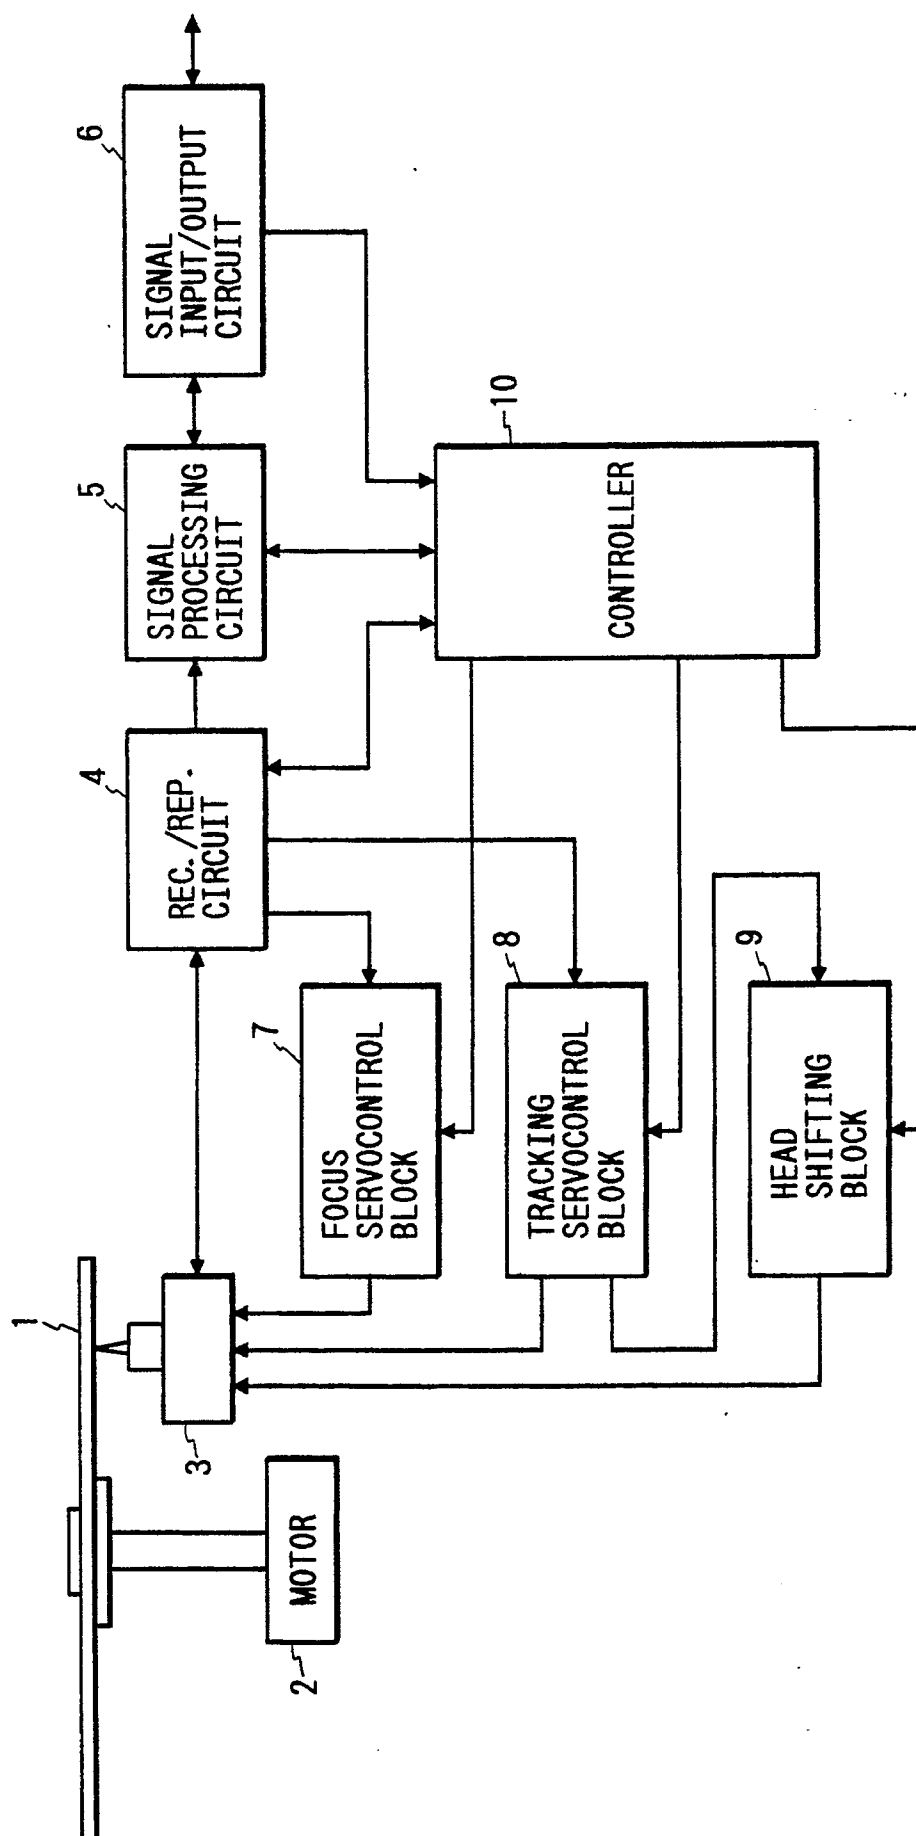 1
2
MOTOR
3
4
REC./REP.
CIRCUIT
5
SIGNAL
PROCESSING
CIRCUIT
6
SIGNAL
INPUT/OUTPUT
CIRCUIT
7
FOCUS
SERVOCONTROL
BLOCK
8
TRACKING
SERVOCONTROL
BLOCK
9
HEAD
SHIFTING
BLOCK
10
CONTROLLER